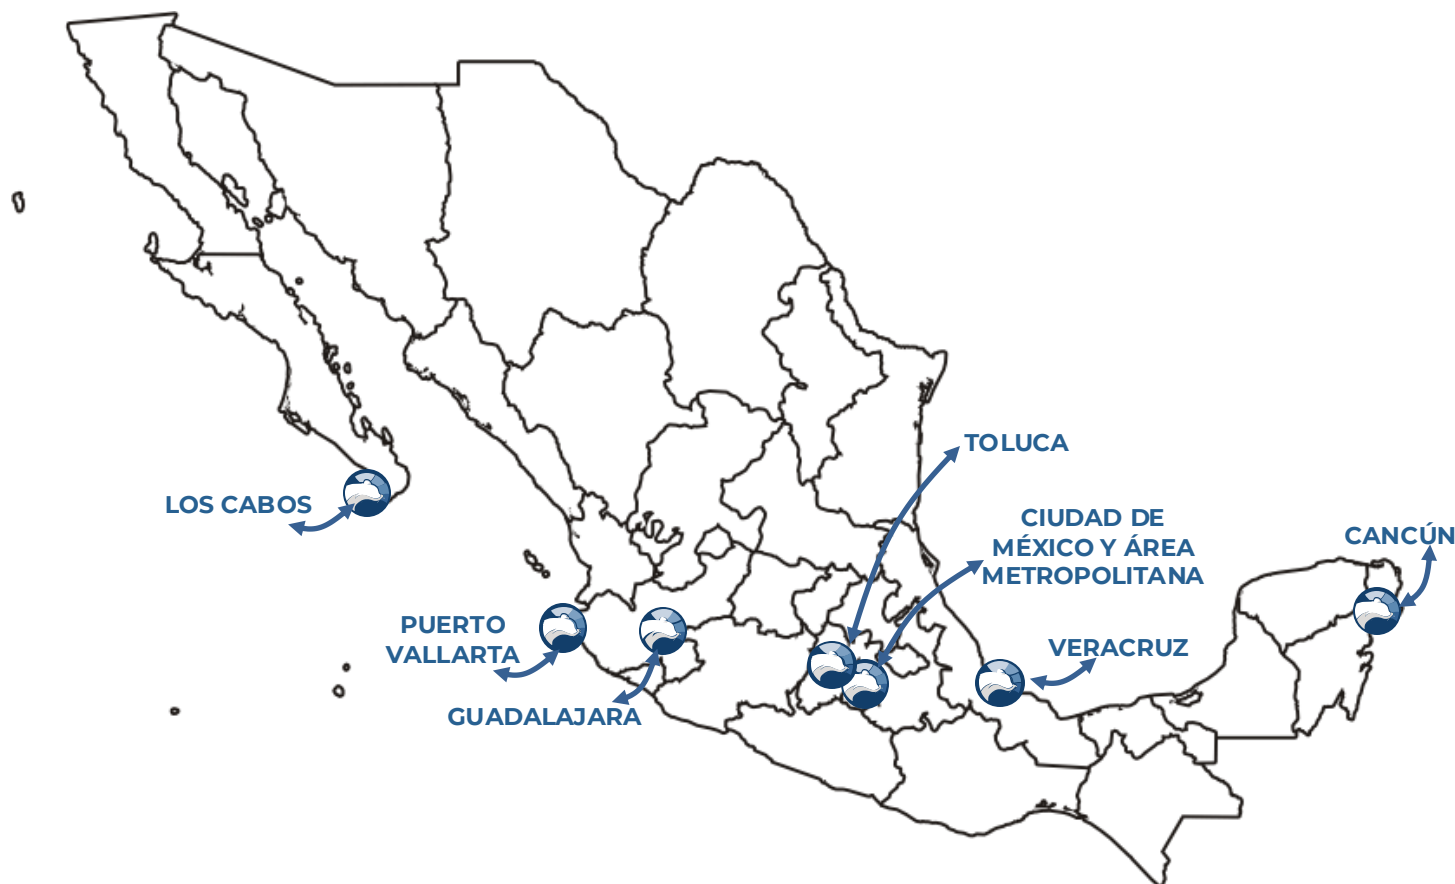 TOLUCA
CIUDAD DE
MÉXICO Y ÁREA
METROPOLITANA
CANCÚN
LOS CABOS
PUERTO
VALLARTA
VERACRUZ
GUADALAJARA